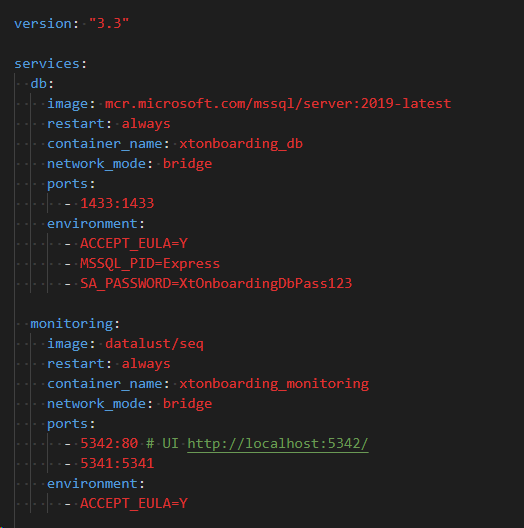 version: "3.3"
services:
db:
image: mcr.microsoft.com/mssql/server:2019-latest
restart: always
container_name: xtonboarding_db
network_mode: bridge
ports:
- 1433:1433
environment:
- ACCEPT_EULA=Y
- MSSQL_PID=Express
- SA_PASSWORD=XtOnboardingDbPass123
monitoring:
image: datalust/seq
restart: always
container_name: xtonboarding_monitoring
network_mode: bridge
ports:
- 5342:80 # UI http://localhost:5342/
- 5341:5341
environment:
- ACCEPT_EULA=Y